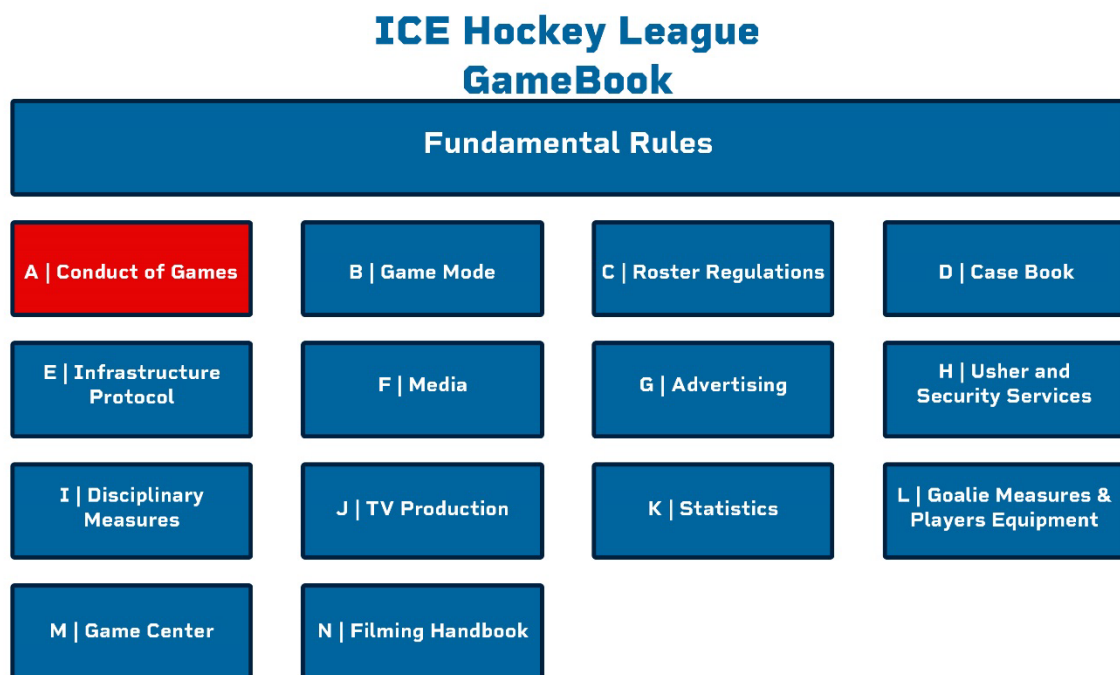 ICE Hockey League
GameBook
Fundamental Rules
A | Conduct of Games
B | Game Mode
C | Roster Regulations
D | Case Book
E | Infrastructure
Protocol
F | Media
G | Advertising
H | Usher and
Security Services
I | Disciplinary
Measures
J | TV Production
K | Statistics
L | Goalie Measures &
Players Equipment
M | Game Center
N | Filming Handbook